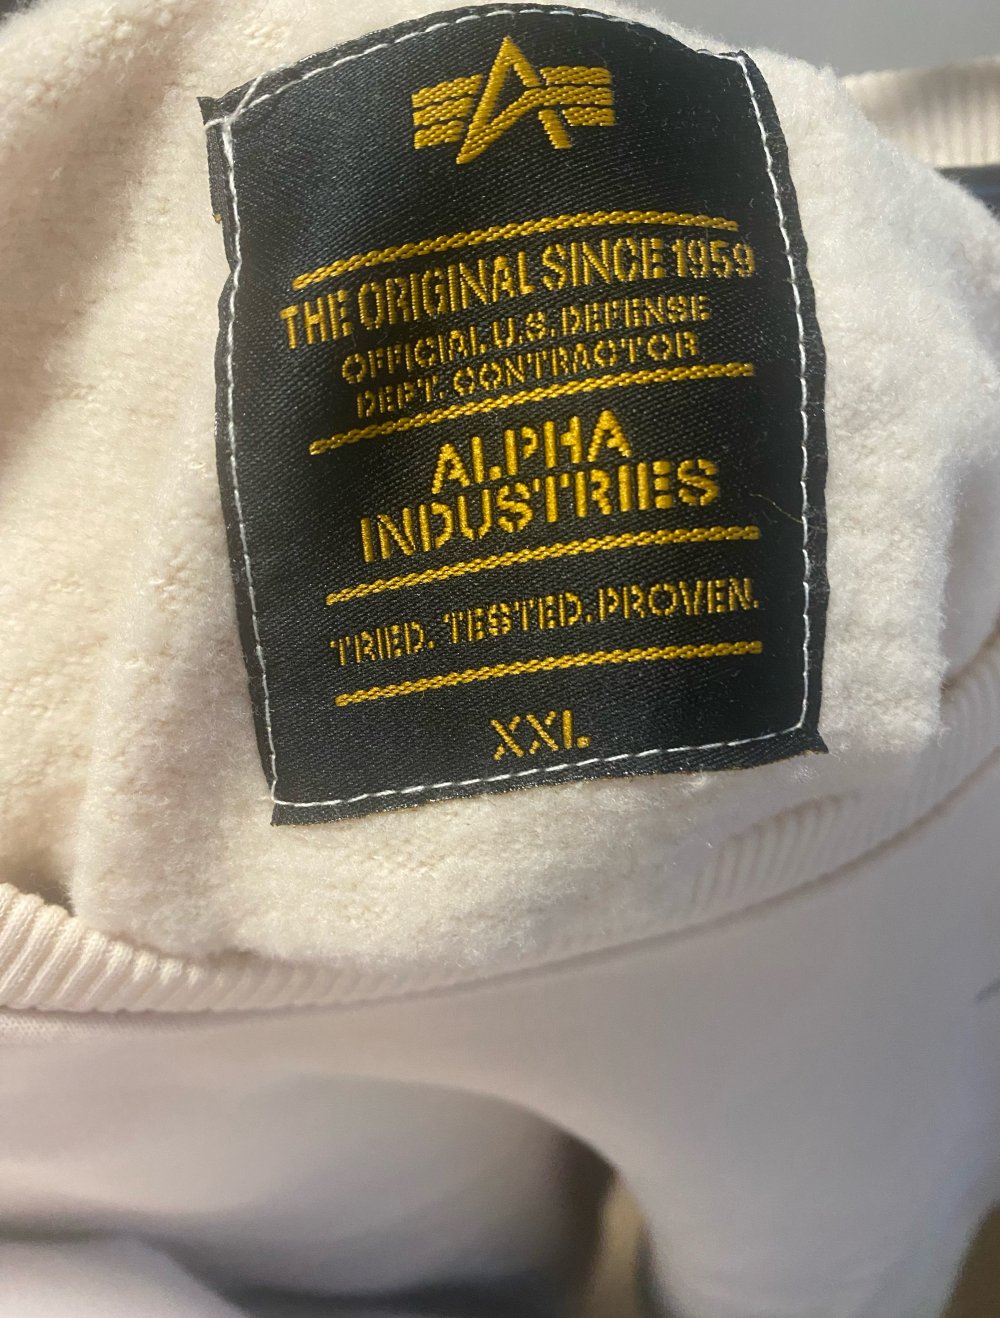 THE ORIGINAL SINCE 1959
OFFICIAL U.S. DEFENSE
DEPT. CONTRACTOR
ALPHA
INDUSTRIES
TRIED. TESTED. PROVEN.
XXL